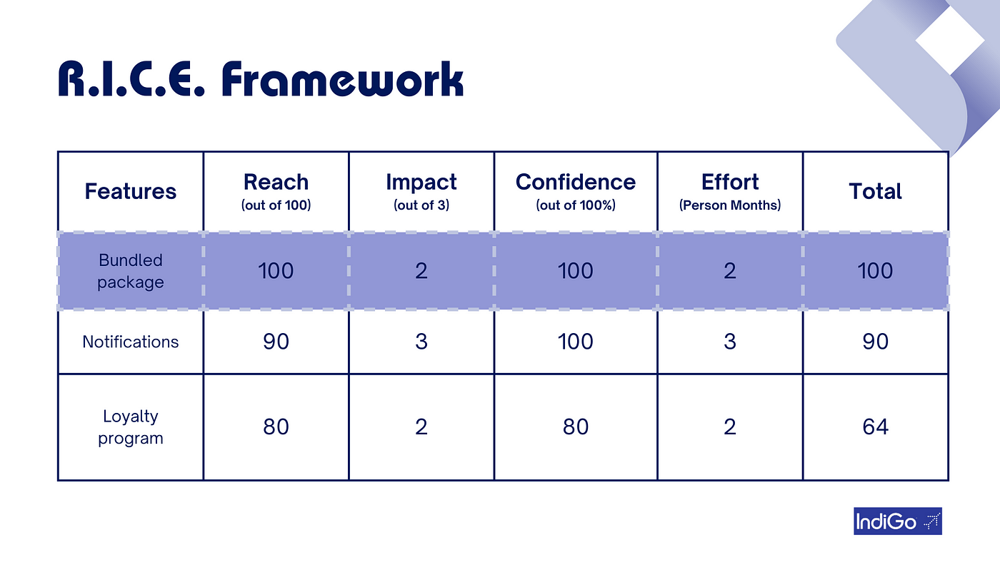 R.I.C.E. Framework
Features
Reach
(out of 100)
Impact
(out of 3)
Confidence
(out of 100%)
Effort
(Person Months)
Total
Bundled
package
100
2
100
2
100
Notifications
90
3
100
3
90
Loyalty
program
80
2
80
2
64
IndiGo